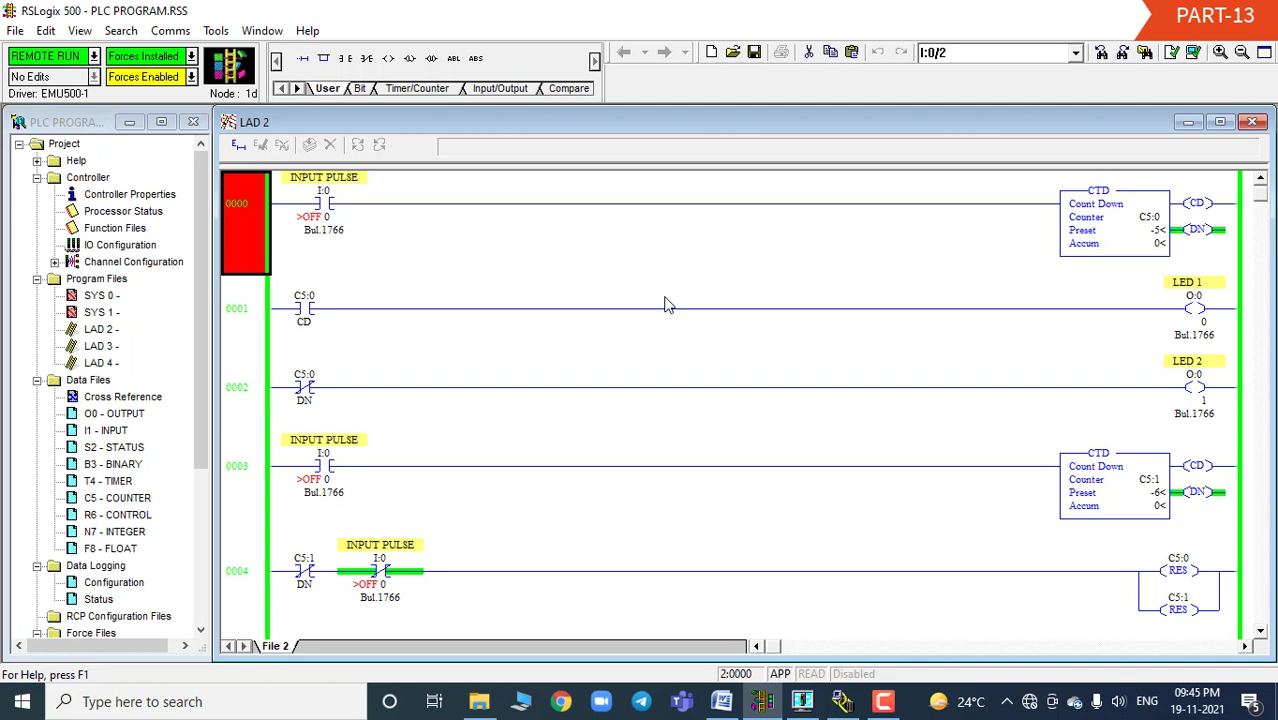 RSLogix 500 - PLC PROGRAM.RSS
PART-13
File Edit View Search Comms Tools Window Help
REMOTE RUN Forces Installed
No Edits Forces Enabled
Driver: EMU500-1 Node : 1d
ABL ABS
User Bit Timer/Counter Input/Output Compare
I:0/2
PLC PROGRA...
Project
Help
Controller
Controller Properties
Processor Status
Function Files
IO Configuration
Channel Configuration
Program Files
SYS 0 -
SYS 1 -
LAD 2 -
LAD 3 -
LAD 4 -
Data Files
Cross Reference
O0 - OUTPUT
I1 - INPUT
S2 - STATUS
B3 - BINARY
T4 - TIMER
C5 - COUNTER
R6 - CONTROL
N7 - INTEGER
F8 - FLOAT
Data Logging
Configuration
Status
RCP Configuration Files
Force Files
LAD 2
0000
INPUT PULSE
I:0
>OFF 0
Bul.1766
CTD
Count Down
Counter C5:0
Preset -5<
Accum 0<
CD
DN
0001
C5:0
CD
LED 1
O:0
0
Bul.1766
0002
C5:0
DN
LED 2
O:0
1
Bul.1766
0003
INPUT PULSE
I:0
>OFF 0
Bul.1766
CTD
Count Down
Counter C5:1
Preset -6<
Accum 0<
CD
DN
0004
C5:1
DN
INPUT PULSE
I:0
>OFF 0
Bul.1766
C5:0
RES
C5:1
RES
File 2
For Help, press F1
2:0000 APP READ Disabled
Type here to search
24°C
ENG
09:45 PM
19-11-2021
5